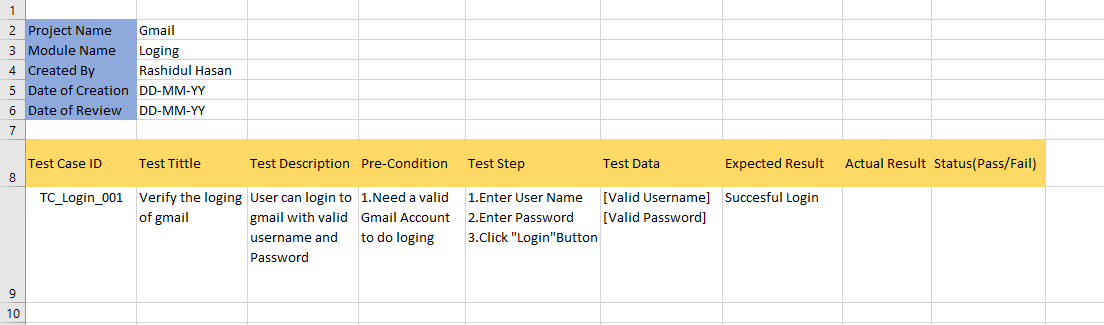 1
2 Project Name Gmail
3 Module Name Loging
4 Created By Rashidul Hasan
5 Date of Creation DD-MM-YY
6 Date of Review DD-MM-YY
7
8 Test Case ID Test Tittle Test Description Pre-Condition Test Step Test Data Expected Result Actual Result Status(Pass/Fail)
TC_Login_001 Verify the loging User can login to 1.Need a valid 1.Enter User Name [Valid Username] Succesful Login
of gmail gmail with valid Gmail Account 2.Enter Password [Valid Password]
username and to do loging 3.Click "Login"Button
Password
9
10